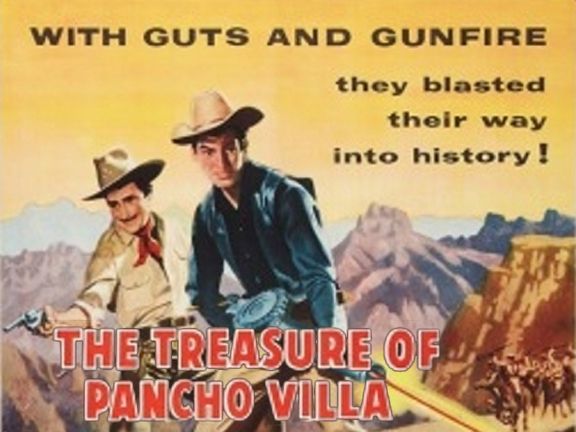 WITH GUTS AND GUNFIRE
they blasted
their way
into history!
THE TREASURE OF
PANCHO VILLA